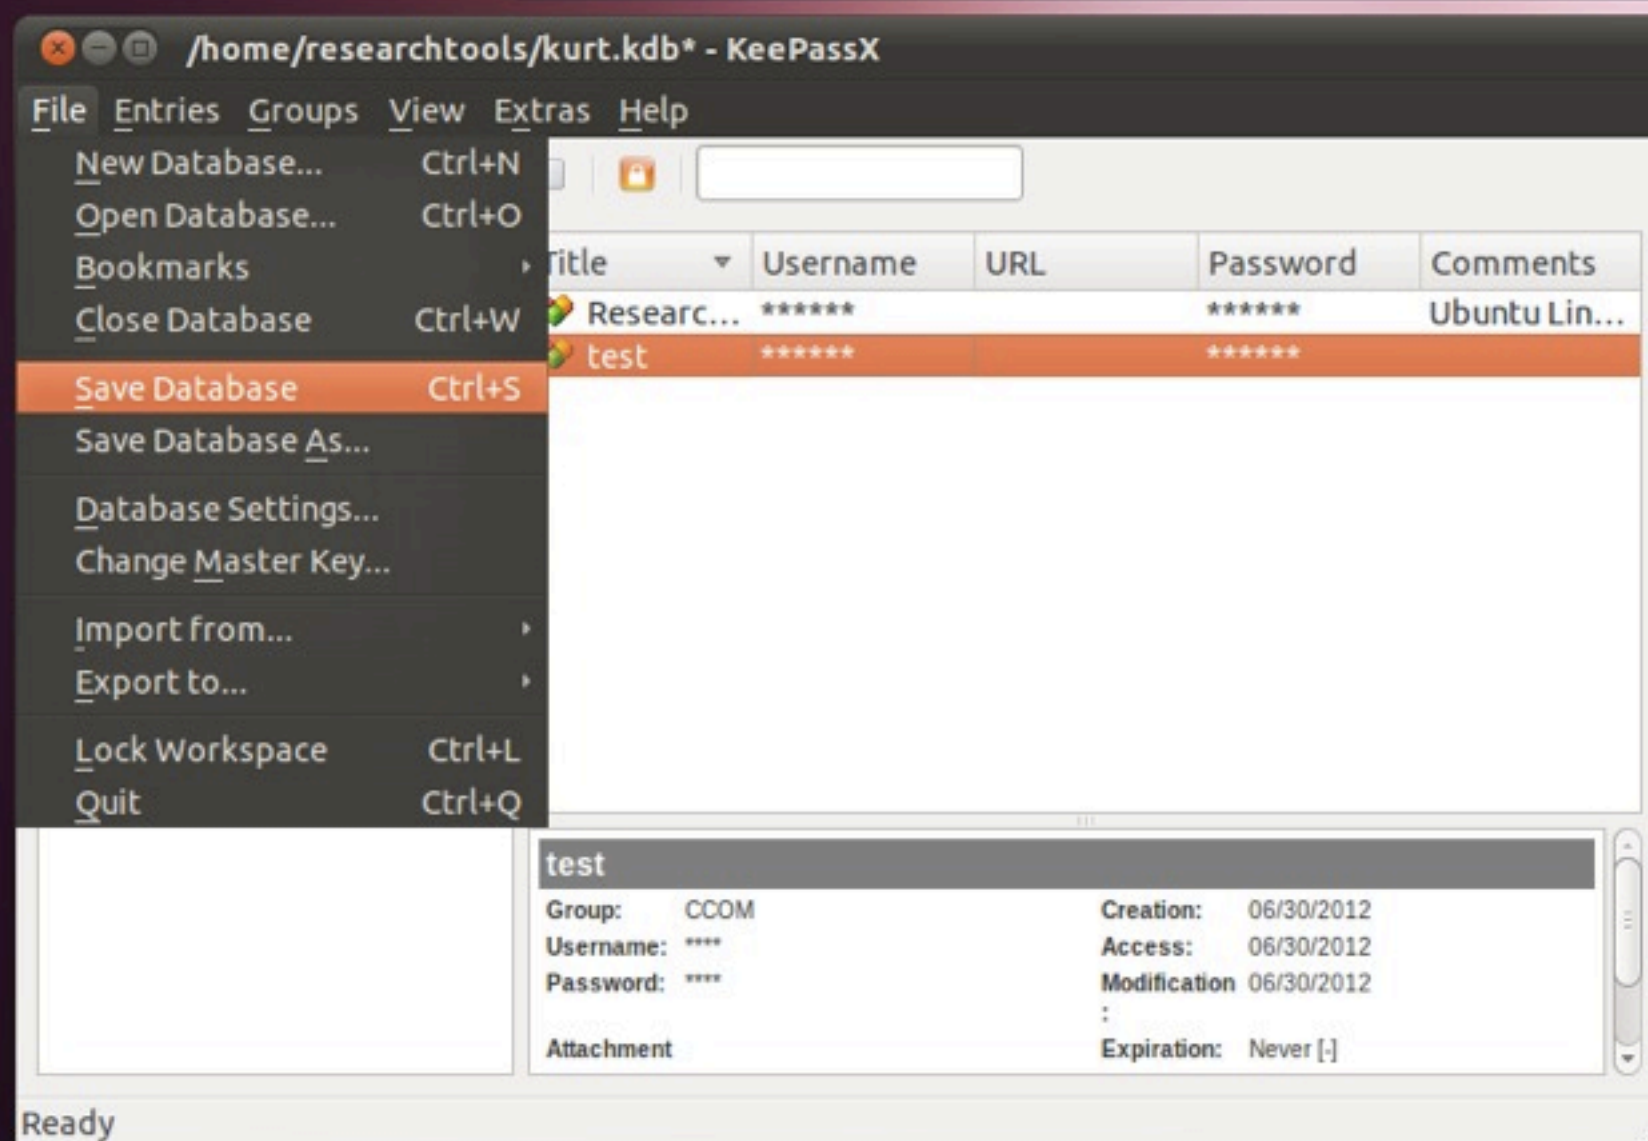 /home/researchtools/kurt.kdb* - KeePassX
File Entries Groups View Extras Help
New Database... Ctrl+N
Open Database... Ctrl+O
Bookmarks
Close Database Ctrl+W
Save Database Ctrl+S
Save Database As...
Database Settings...
Change Master Key...
Import from...
Export to...
Lock Workspace Ctrl+L
Quit Ctrl+Q
Title Username URL Password Comments
Researc... ****** ****** Ubuntu Lin...
test ****** ******
test
Group: CCOM Creation: 06/30/2012
Username: **** Access: 06/30/2012
Password: **** Modification 06/30/2012
:
Attachment Expiration: Never [-]
Ready